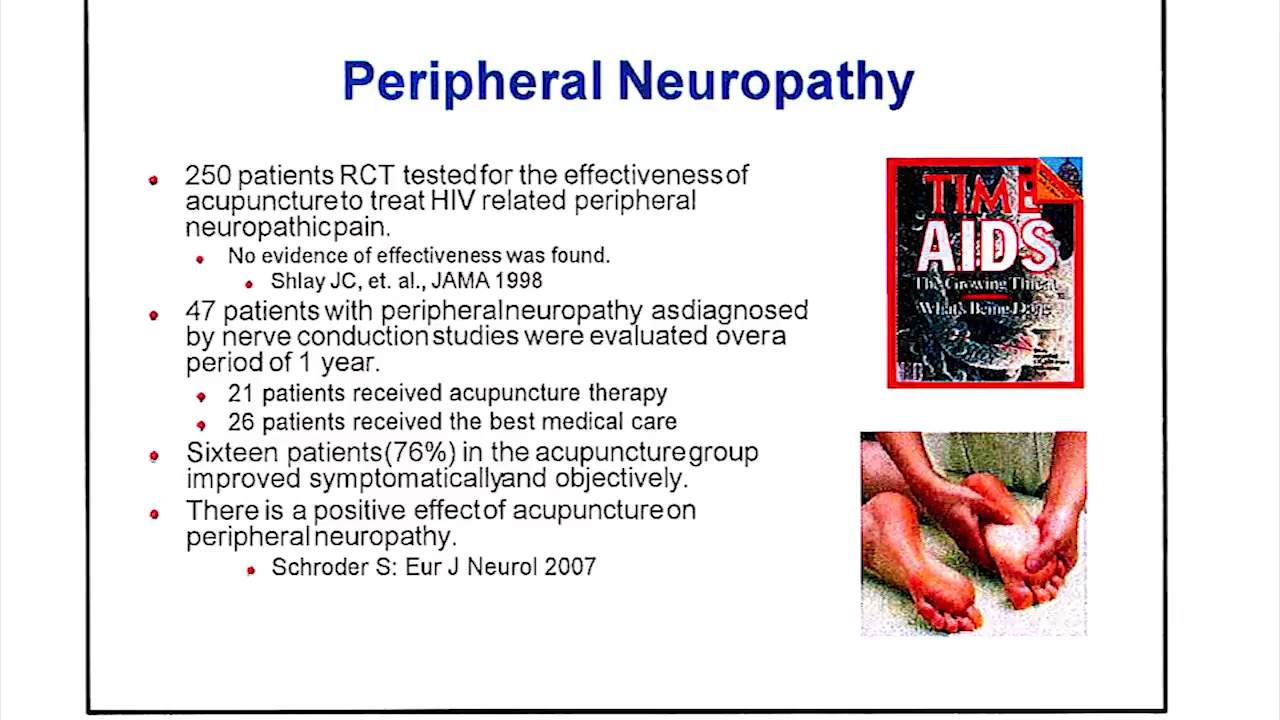 Peripheral Neuropathy
250 patients RCT tested for the effectiveness of
acupuncture to treat HIV related peripheral
neuropathic pain.
No evidence of effectiveness was found.
Shlay JC, et. al., JAMA 1998
47 patients with peripheral neuropathy as diagnosed
by nerve conduction studies were evaluated over a
period of 1 year.
21 patients received acupuncture therapy
26 patients received the best medical care
Sixteen patients (76%) in the acupuncture group
improved symptomatically and objectively.
There is a positive effect of acupuncture on
peripheral neuropathy.
Schroder S: Eur J Neurol 2007
TIME
AIDS
The Growing Threat
What's Being Done